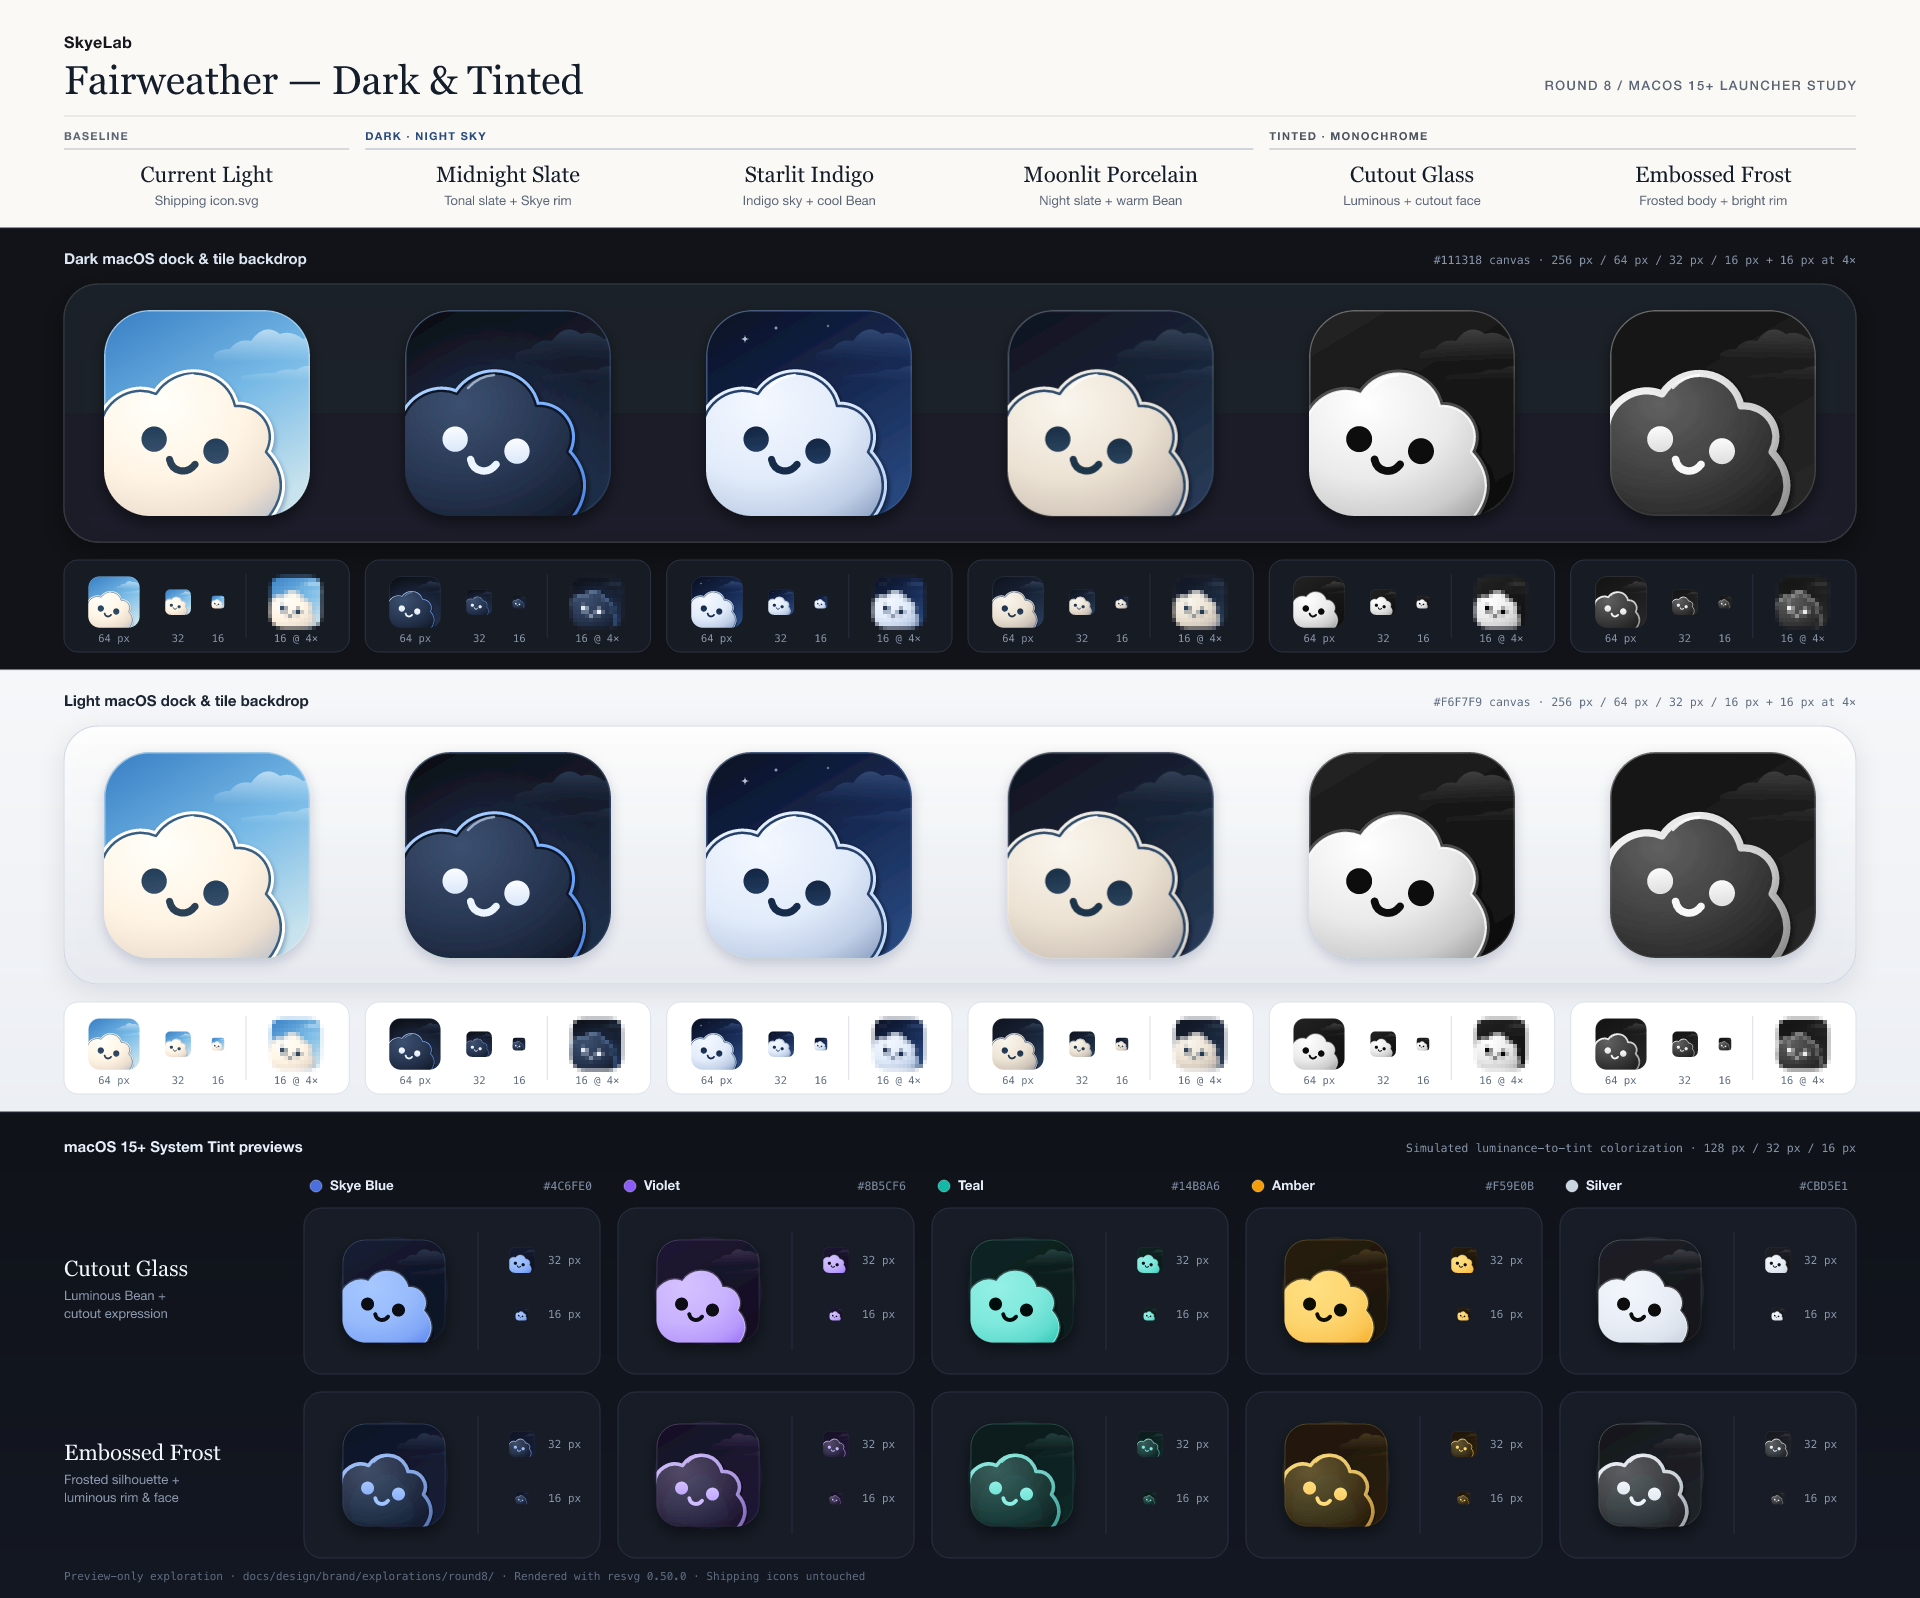 SkyeLab
Fairweather — Dark & Tinted
ROUND 8 / MACOS 15+ LAUNCHER STUDY
BASELINE
DARK · NIGHT SKY
TINTED · MONOCHROME
Current Light
Midnight Slate
Starlit Indigo
Moonlit Porcelain
Cutout Glass
Embossed Frost
Shipping icon.svg
Tonal slate + Skye rim
Indigo sky + cool Bean
Night slate + warm Bean
Luminous + cutout face
Frosted body + bright rim
Dark macOS dock & tile backdrop
#111318 canvas · 256 px / 64 px / 32 px / 16 px + 16 px at 4×
64 px 32 16 16 @ 4×
64 px 32 16 16 @ 4×
64 px 32 16 16 @ 4×
64 px 32 16 16 @ 4×
64 px 32 16 16 @ 4×
64 px 32 16 16 @ 4×
Light macOS dock & tile backdrop
#F6F7F9 canvas · 256 px / 64 px / 32 px / 16 px + 16 px at 4×
64 px 32 16 16 @ 4×
64 px 32 16 16 @ 4×
64 px 32 16 16 @ 4×
64 px 32 16 16 @ 4×
64 px 32 16 16 @ 4×
64 px 32 16 16 @ 4×
macOS 15+ System Tint previews
Simulated luminance-to-tint colorization · 128 px / 32 px / 16 px
Skye Blue #4C6FE0
Violet #8B5CF6
Teal #14B8A6
Amber #F59E0B
Silver #CBD5E1
Cutout Glass
Luminous Bean +
cutout expression
32 px
16 px
32 px
16 px
32 px
16 px
32 px
16 px
32 px
16 px
Embossed Frost
Frosted silhouette +
luminous rim & face
32 px
16 px
32 px
16 px
32 px
16 px
32 px
16 px
32 px
16 px
Preview-only exploration · docs/design/brand/explorations/round8/ · Rendered with resvg 0.50.0 · Shipping icons untouched